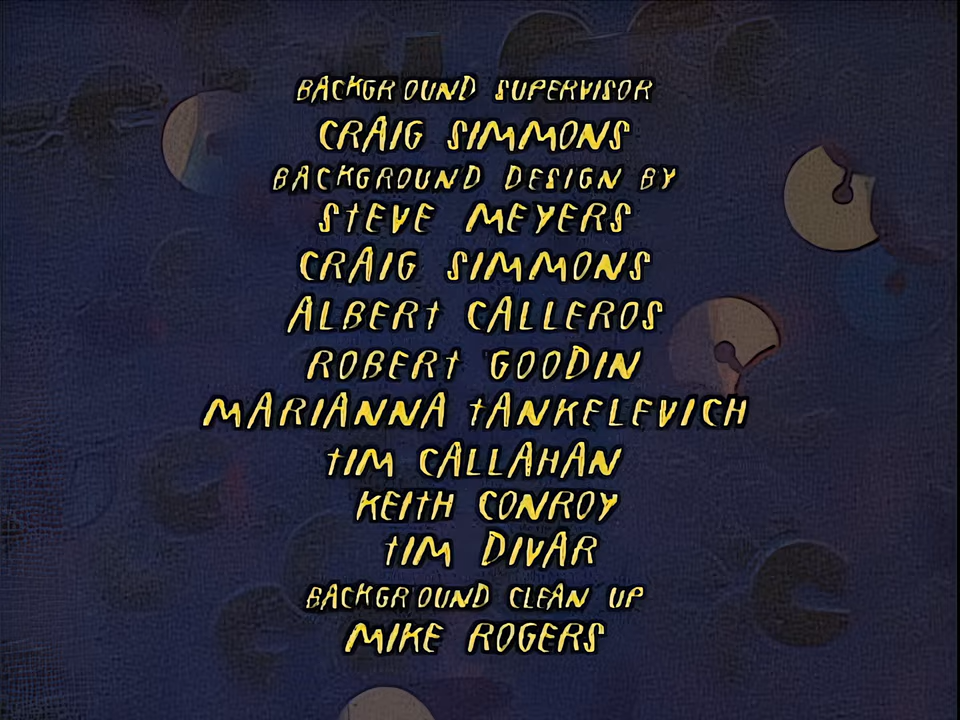 BACKGROUND SUPERVISOR
CRAIG SIMMONS
BACKGROUND DESIGN BY
STEVE MEYERS
CRAIG SIMMONS
ALBERT CALLEROS
ROBERT GOODIN
MARIANNA TANKELEVICH
TIM CALLAHAN
KEITH CONROY
TIM DIVAR
BACKGROUND CLEAN UP
MIKE ROGERS